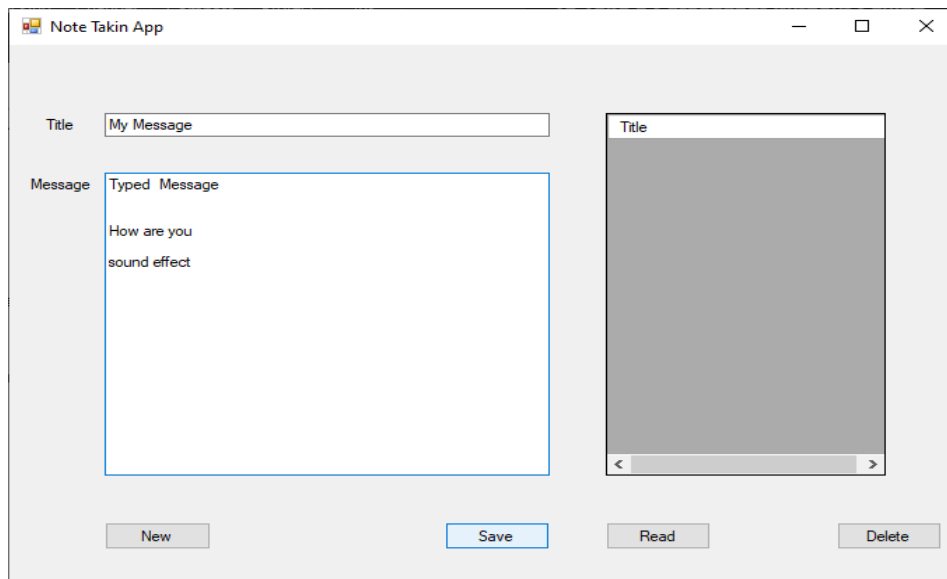 Note Takin App
Title My Message
Title
Message Typed  Message
How are you
sound effect
New Save Read Delete